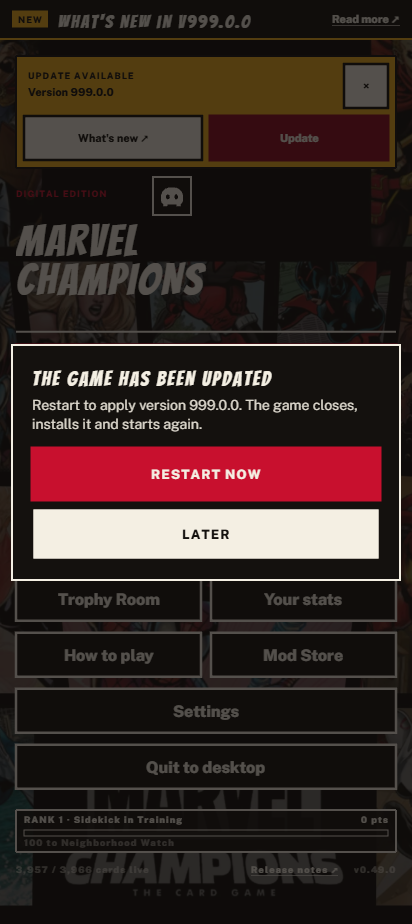 NEW WHAT'S NEW IN V999.0.0 Read more ↗
UPDATE AVAILABLE
Version 999.0.0
×
What's new ↗ Update
DIGITAL EDITION
MARVEL
CHAMPIONS
THE GAME HAS BEEN UPDATED
Restart to apply version 999.0.0. The game closes,
installs it and starts again.
RESTART NOW
LATER
Trophy Room Your stats
How to play Mod Store
Settings
Quit to desktop
MARVEL
RANK 1 · Sidekick in Training 0 pts
100 to Neighborhood Watch
3,957 / 3,966 cards live Release notes ↗ v0.49.0
CHAMPIONS
THE CARD GAME